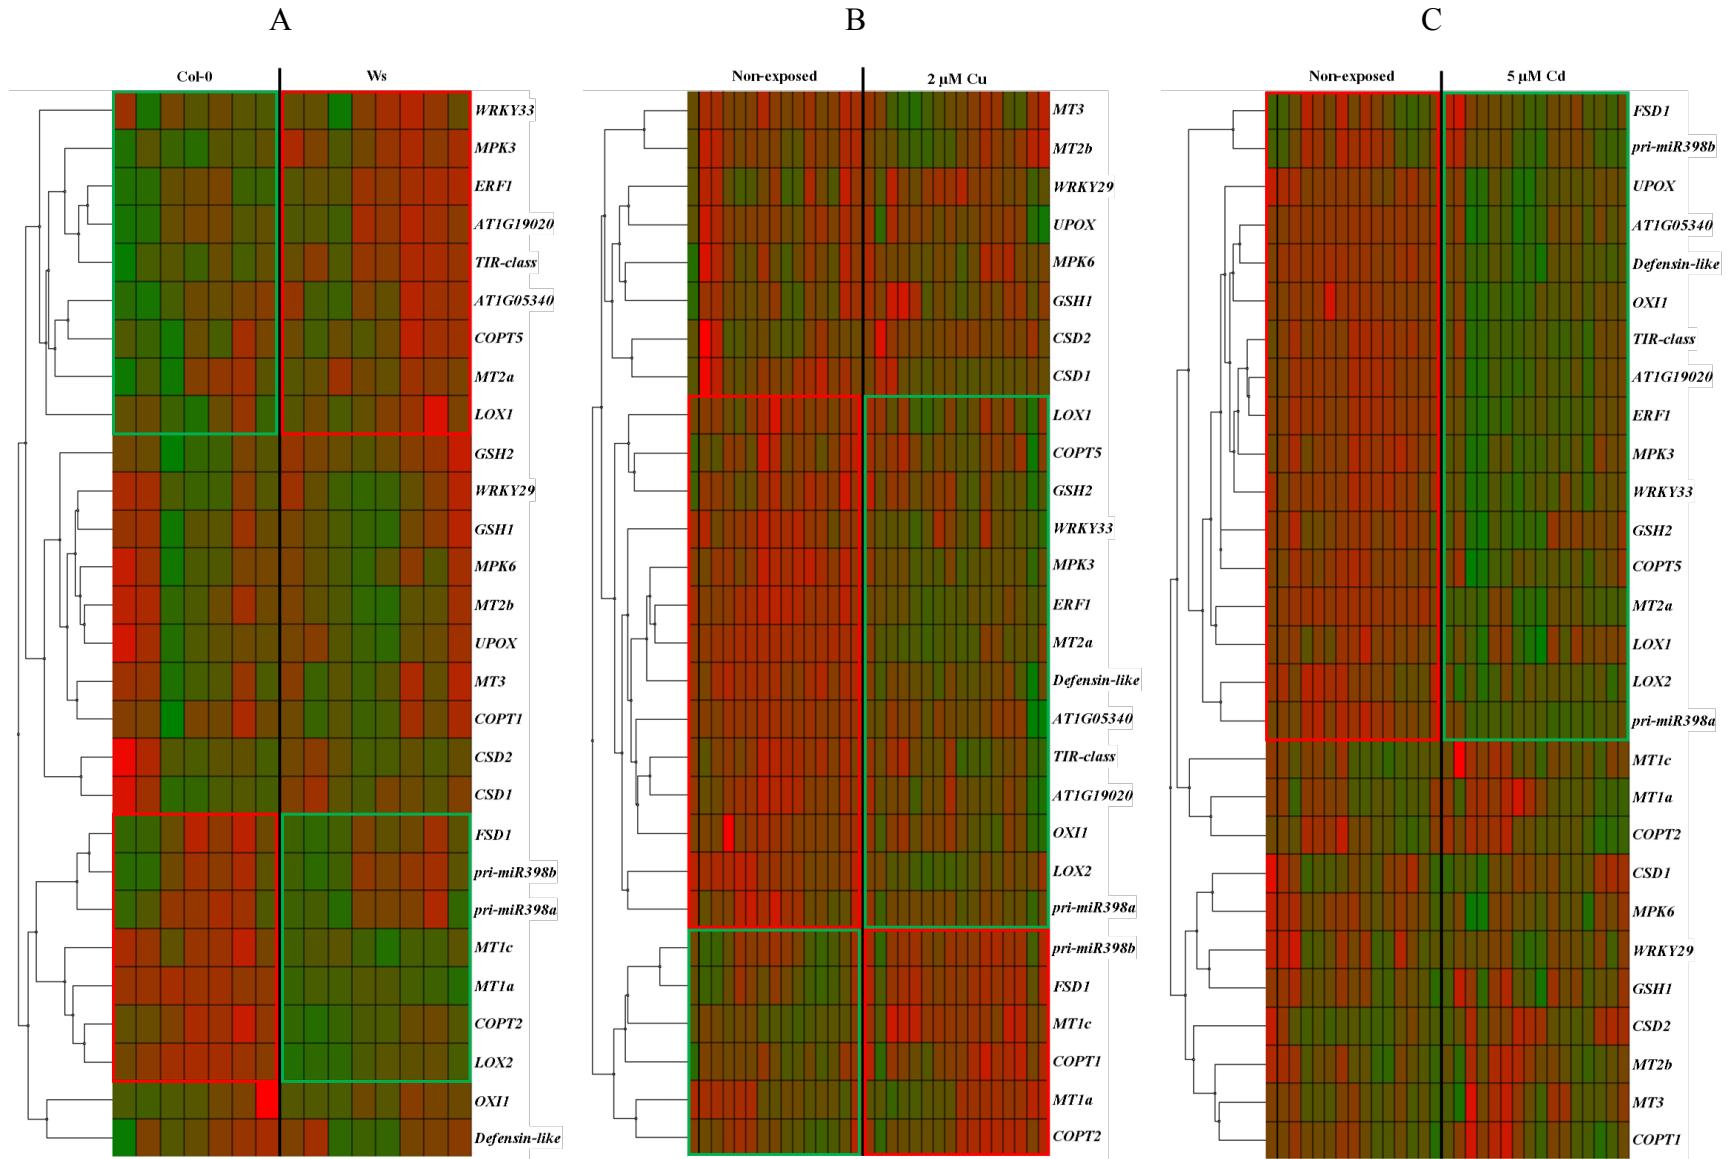 A
Col-0 Ws
WRKY33
MPK3
ERF1
AT1G19020
TIR-class
AT1G05340
COPT5
MT2a
LOX1
GSH2
WRKY29
GSH1
MPK6
MT2b
UPOX
MT3
COPT1
CSD2
CSD1
FSD1
pri-miR398b
pri-miR398a
MT1c
MT1a
COPT2
LOX2
OXI1
Defensin-like
B
Non-exposed 2 µM Cu
MT3
MT2b
WRKY29
UPOX
MPK6
GSH1
CSD2
CSD1
LOX1
COPT5
GSH2
WRKY33
MPK3
ERF1
MT2a
Defensin-like
AT1G05340
TIR-class
AT1G19020
OXI1
LOX2
pri-miR398a
pri-miR398b
FSD1
MT1c
COPT1
MT1a
COPT2
C
Non-exposed 5 µM Cd
FSD1
pri-miR398b
UPOX
AT1G05340
Defensin-like
OXI1
TIR-class
AT1G19020
ERF1
MPK3
WRKY33
GSH2
COPT5
MT2a
LOX1
LOX2
pri-miR398a
MT1c
MT1a
COPT2
CSD1
MPK6
WRKY29
GSH1
CSD2
MT2b
MT3
COPT1